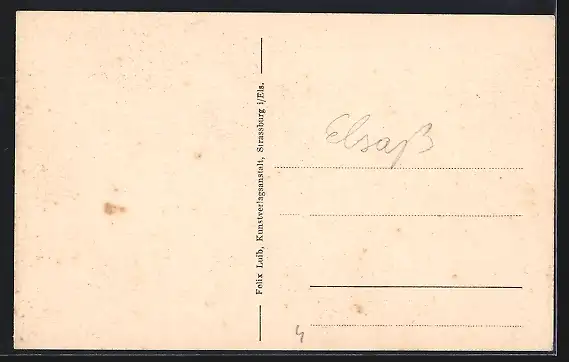 Felix Luib, Kunstverlagsanstalt, Strassburg i/Els.
Elsaß
4